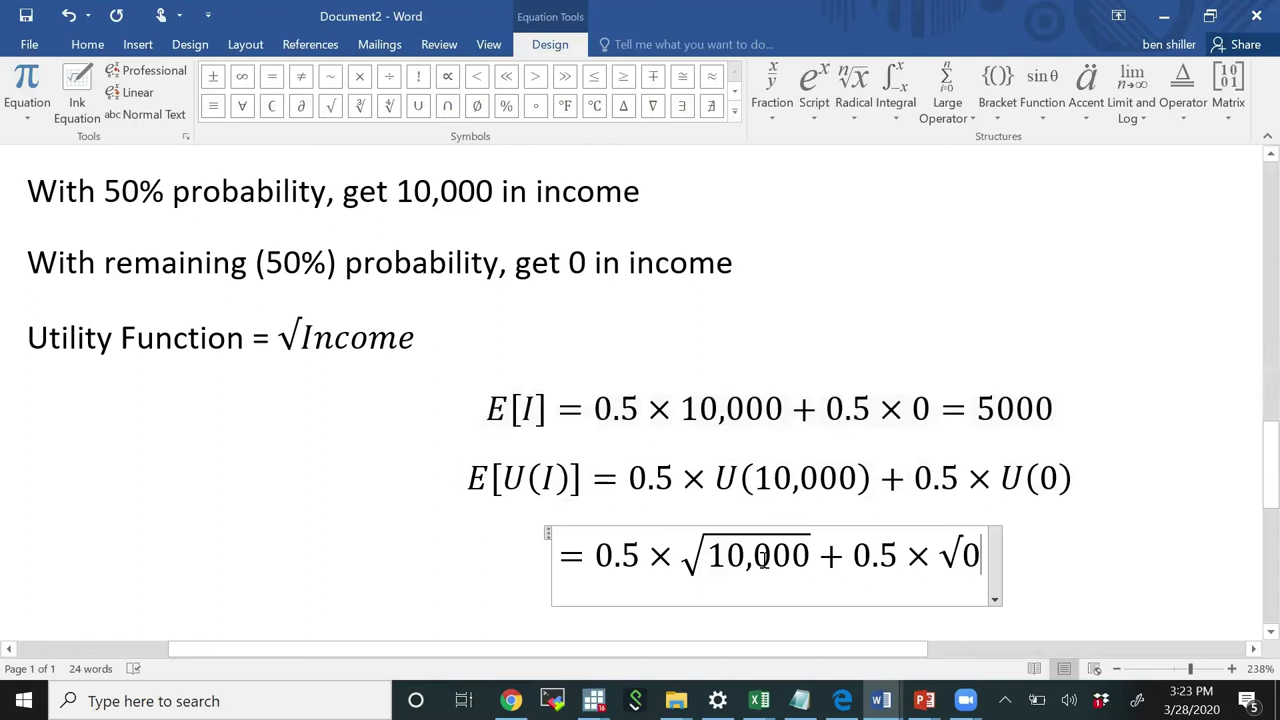 Document2 - Word
Equation Tools
ben shiller
Share
File Home Insert Design Layout References Mailings Review View Design Tell me what you want to do
Equation
Ink Equation
Professional
Linear
abc Normal Text
Tools
± ∞ = ≠ ~ × ÷ ! ∝ < ≪ > ≫ ≤ ≥ ∓ ≅ ≈
≡ ∀ ∁ ∂ √ ∛ ∜ ∪ ∩ ∅ % ° °F °C ∆ ∇ ∃ ∄
Symbols
Fraction Script Radical Integral Large Operator Bracket Function Accent Limit and Log Operator Matrix
Structures
With 50% probability, get 10,000 in income
With remaining (50%) probability, get 0 in income
Utility Function = √Income
E[I] = 0.5 × 10,000 + 0.5 × 0 = 5000
E[U(I)] = 0.5 × U(10,000) + 0.5 × U(0)
= 0.5 × √10,000 + 0.5 × √0
Page 1 of 1 24 words
238%
Type here to search
3:23 PM
3/28/2020